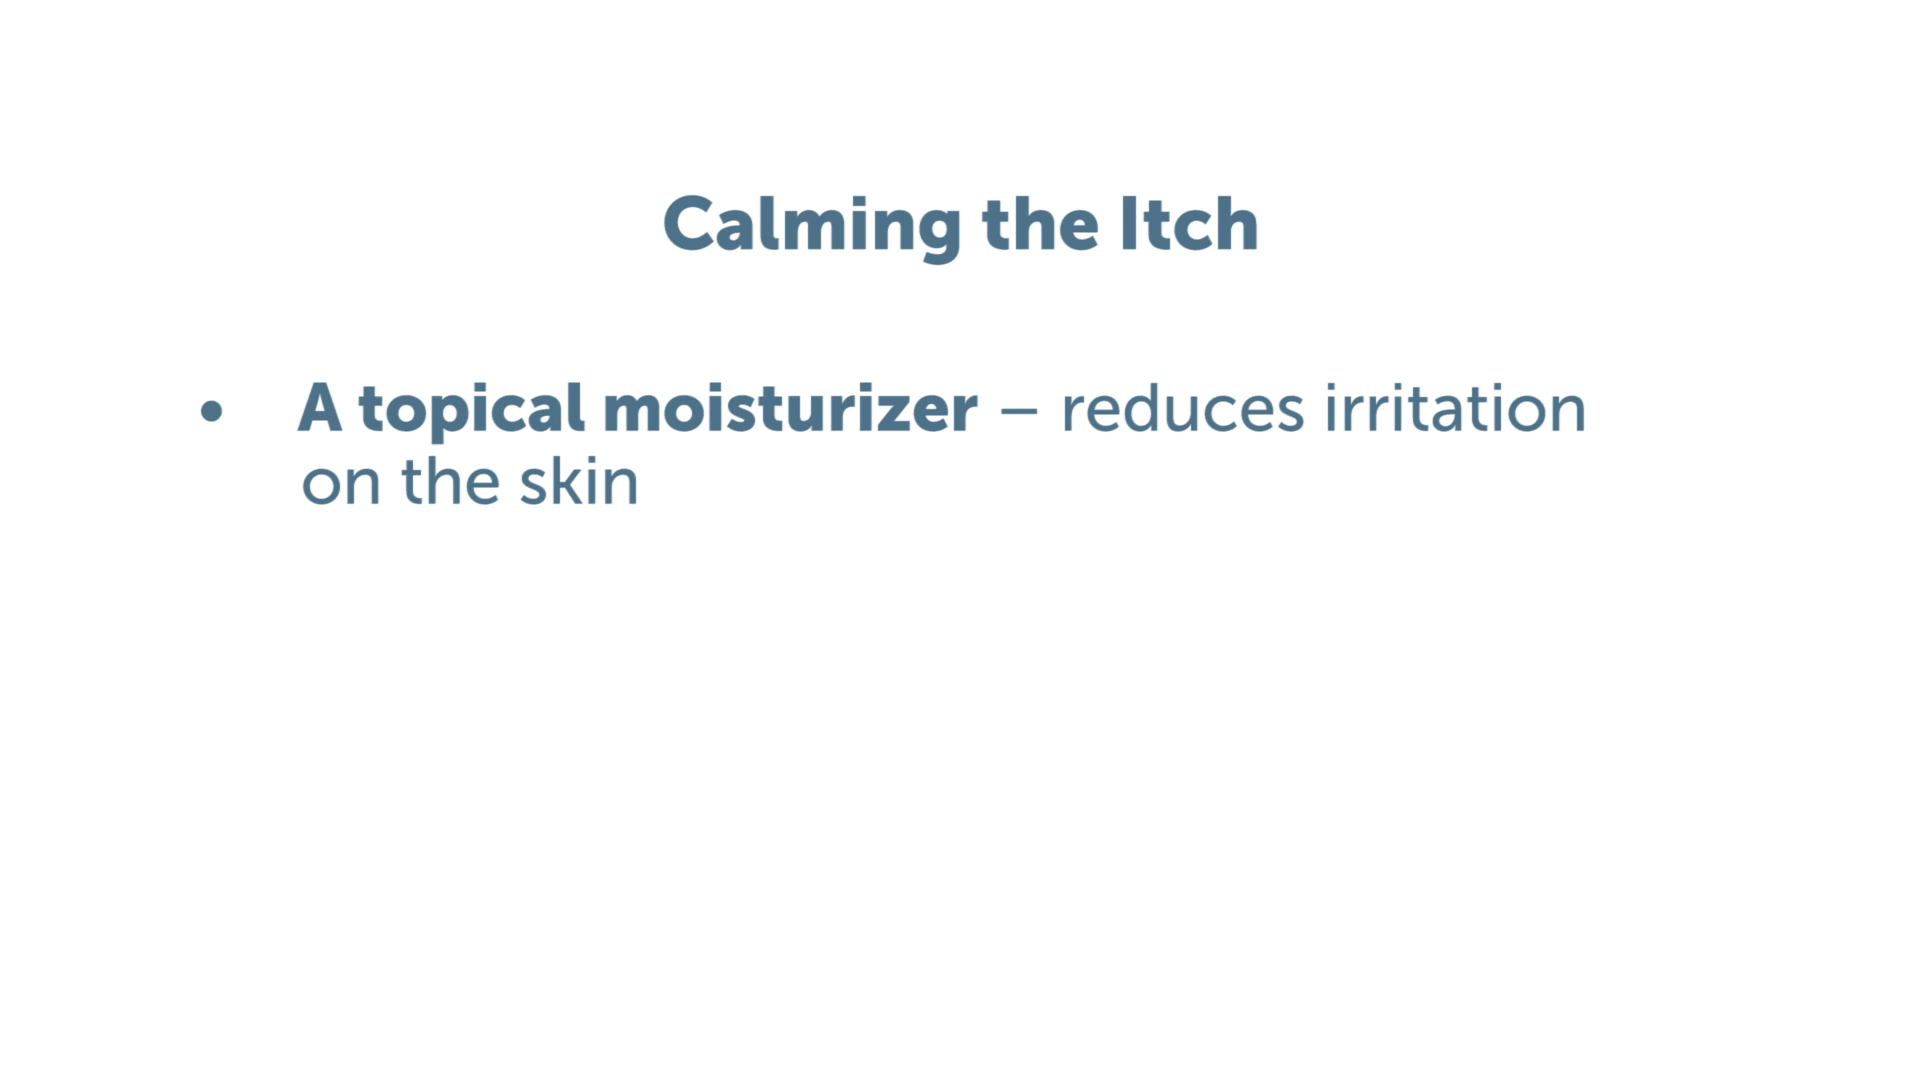 Calming the Itch
• A topical moisturizer – reduces irritation
on the skin